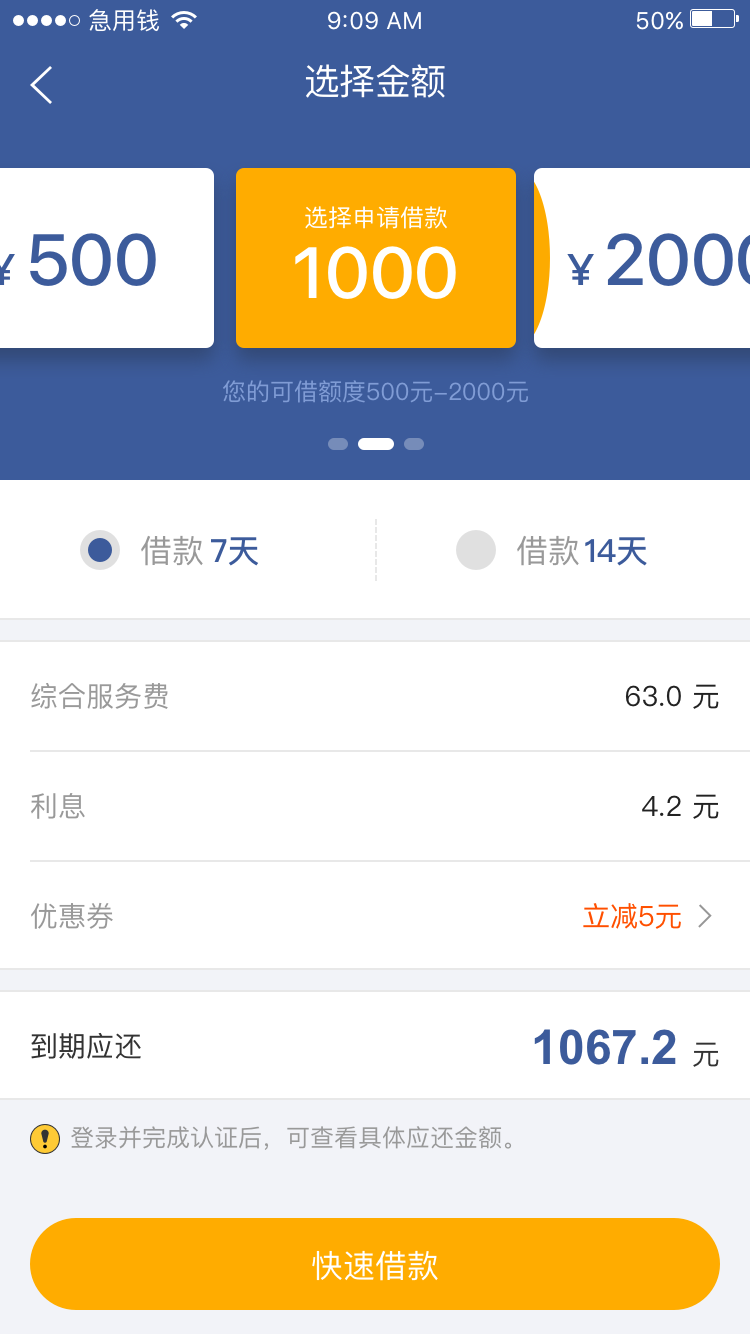 急用钱 9:09 AM 50%
选择金额
¥ 500
选择申请借款
1000
¥ 2000
您的可借额度500元-2000元
借款 7天 借款 14天
综合服务费 63.0 元
利息 4.2 元
优惠券 立减5元
到期应还 1067.2 元
登录并完成认证后，可查看具体应还金额。
快速借款